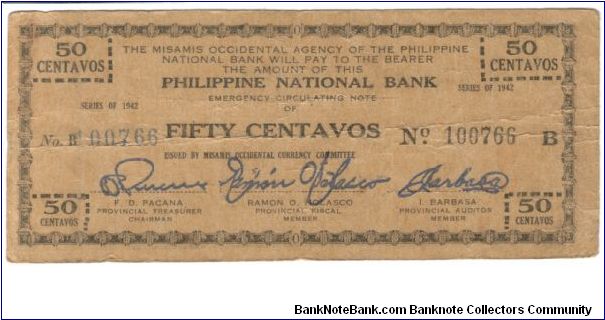 50 CENTAVOS
THE MISAMIS OCCIDENTAL AGENCY OF THE PHILIPPINE
NATIONAL BANK WILL PAY TO THE BEARER
THE AMOUNT OF THIS
50 CENTAVOS
PHILIPPINE NATIONAL BANK
SERIES OF 1942
EMERGENCY CIRCULATING NOTE
SERIES OF 1942
OF
No. B 100766
FIFTY CENTAVOS
No. 100766 B
ISSUED BY MISAMIS OCCIDENTAL CURRENCY COMMITTEE
F. D. PACANA
PROVINCIAL TREASURER
CHAIRMAN
RAMON O. NOLASCO
PROVINCIAL FISCAL
MEMBER
I. BARBASA
PROVINCIAL AUDITOR
MEMBER
50 CENTAVOS
50 CENTAVOS
BankNoteBank.com Banknote Collectors Community